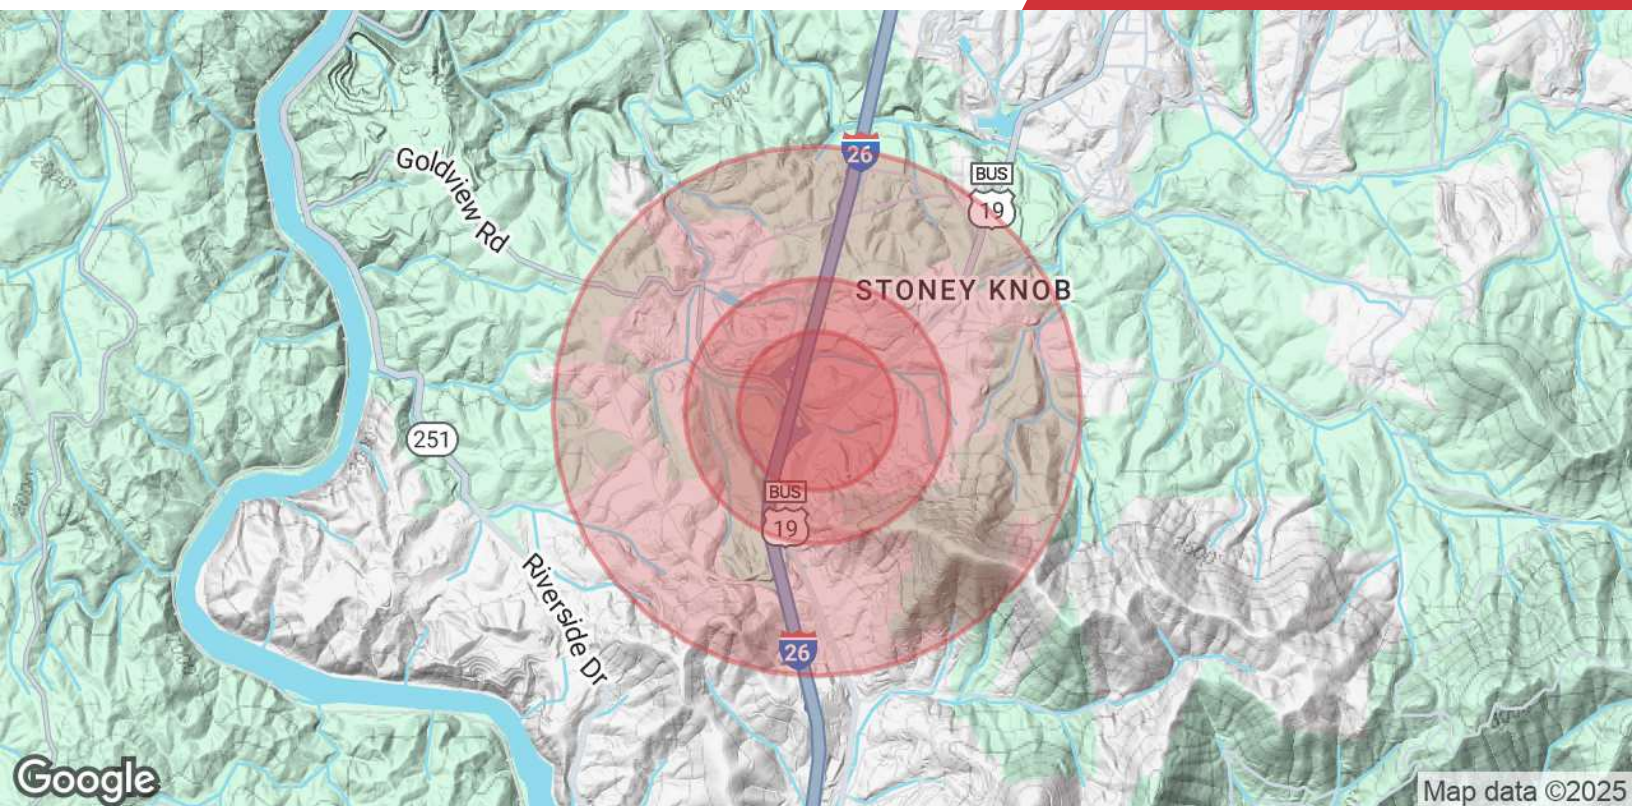 26
BUS
19
Goldview Rd
STONEY KNOB
251
BUS
19
Riverside Dr
26
Google
Map data ©2025